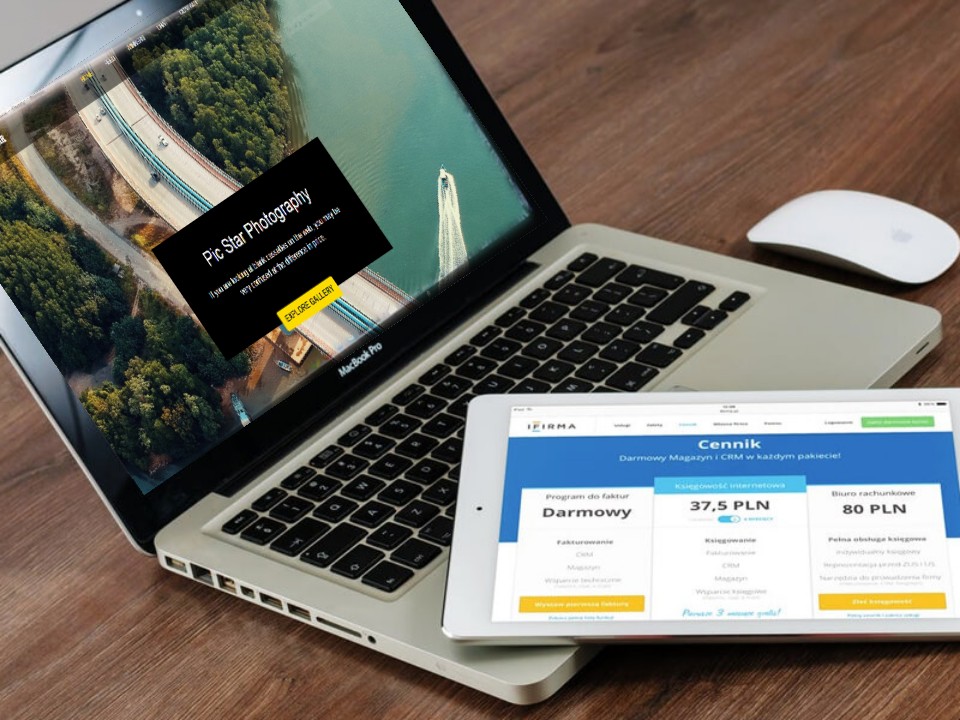 Pic Star Photography
If you are looking at blank cassettes on the web, you may be
very confused at the difference in price.
EXPLORE GALLERY
MacBook Pro
IFIRMA
Cennik
Darmowy Magazyn i CRM w każdym pakiecie!
Program do faktur
Darmowy
Fakturowanie
CRM
Magazyn
Wsparcie techniczne
Wystaw pierwszą fakturę
Księgowość internetowa
37,5 PLN
Księgowanie
Fakturowanie
CRM
Magazyn
Wsparcie księgowe
Pierwsze 3 miesiące gratis!
Biuro rachunkowe
80 PLN
Pełna obsługa księgowa
Indywidualny księgowy
Reprezentacja przed ZUS i US
Narzędzia do prowadzenia firmy
Zleć księgowość